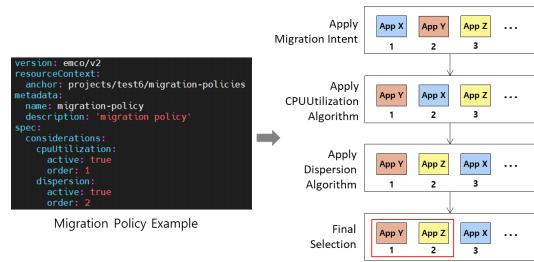 version: emco/v2
resourceContext:
anchor: projects/test6/migration-policies
metadata:
name: migration-policy
description: 'migration policy'
spec:
considerations:
cpuUtilization:
active: true
order: 1
dispersion:
active: true
order: 2
Migration Policy Example
Apply
Migration Intent
App X App Y App Z ...
1 2 3
Apply
CPUUtilization
Algorithm
App Y App X App Z ...
1 2 3
Apply
Dispersion
Algorithm
App Y App Z App X ...
1 2 3
Final
Selection
App Y App Z App X ...
1 2 3